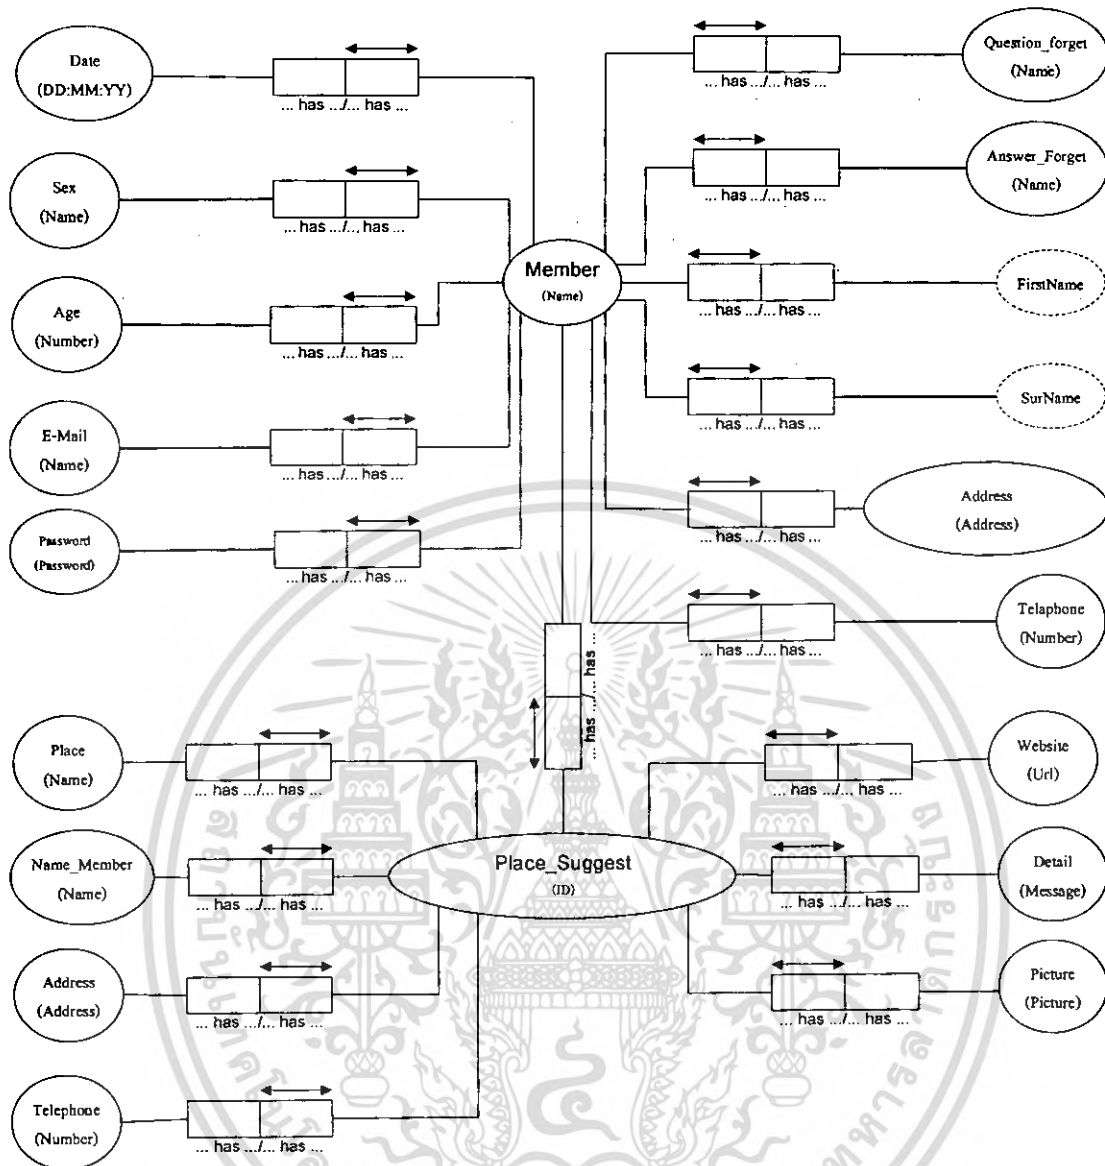 Date
(DD:MM:YY)
... has .../... has ...
Question_forget
(Name)
... has .../... has ...
Sex
(Name)
... has .../... has ...
Answer_Forget
(Name)
... has .../... has ...
Member
(Name)
FirstName
... has .../... has ...
Age
(Number)
... has .../... has ...
SurName
... has .../... has ...
E-Mail
(Name)
... has .../... has ...
Address
(Address)
... has .../... has ...
Password
(Password)
... has .../... has ...
Telaphone
(Number)
... has .../... has ...
... has .../... has ...
Place
(Name)
... has .../... has ...
Website
(Url)
... has .../... has ...
Name_Member
(Name)
... has .../... has ...
Place_Suggest
(ID)
Detail
(Message)
... has .../... has ...
Address
(Address)
... has .../... has ...
Picture
(Picture)
... has .../... has ...
Telephone
(Number)
... has .../... has ...